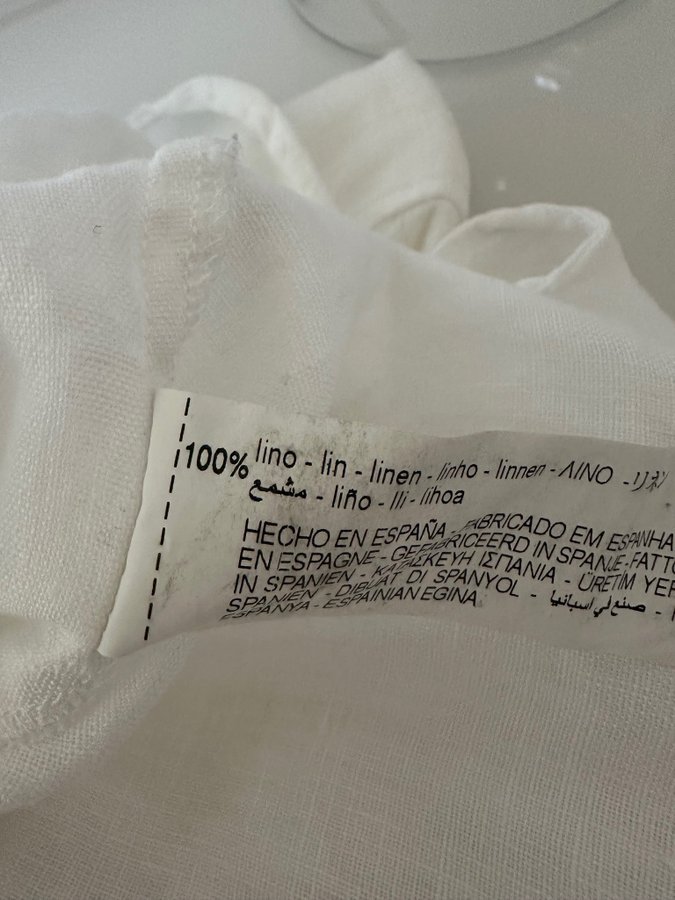 100% lino - lin - linen - linho - linnen - ΛΙΝΟ -
مشمع - liño - lli - lihoa
HECHO EN ESPAÑA - FABRICADO EM ESPANHA
EN ESPAGNE - GEFABRICEERD IN SPANJE - FATTO
IN SPANIEN - ΚΑΤΑΣΚΕΥΗ ΙΣΠΑΝΙΑ - ÜRETİM YER
SPANIEN - DIBUAT DI SPANYOL - صنع في اسبانيا -
ESPANYA - ESPAINIAN EGINA